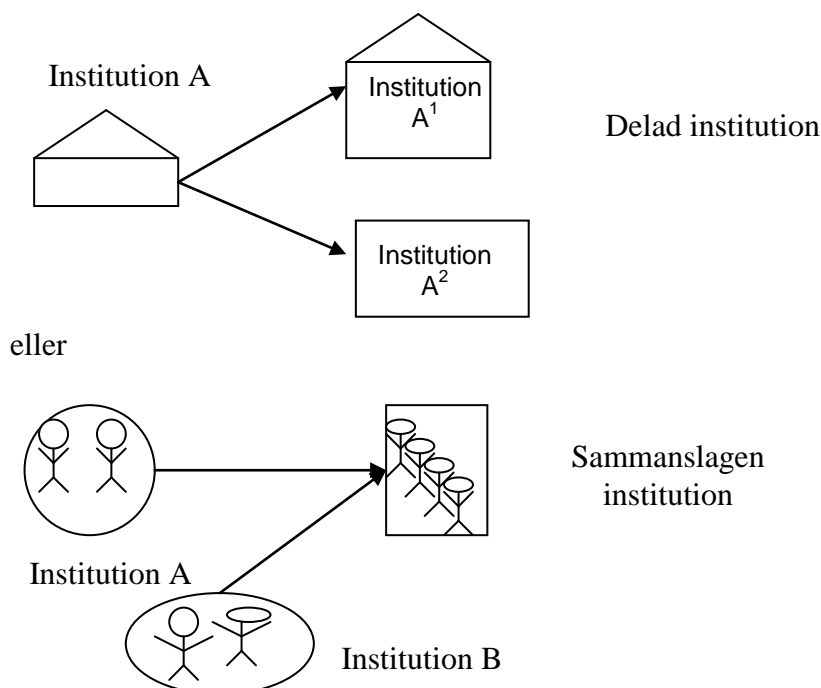 Institution A
Institution
A¹
Delad institution
Institution
A²
eller
Sammanslagen
institution
Institution A
Institution B